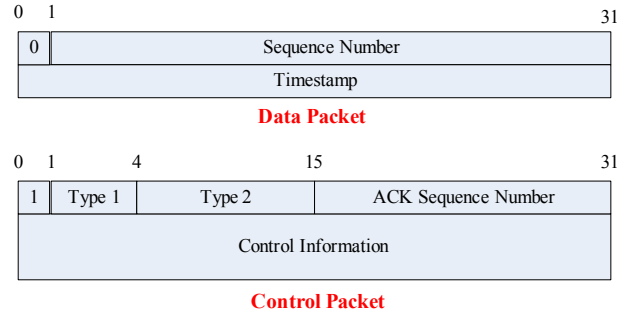 0 1 31
0 Sequence Number
Timestamp
Data Packet
0 1 4 15 31
1 Type 1 Type 2 ACK Sequence Number
Control Information
Control Packet